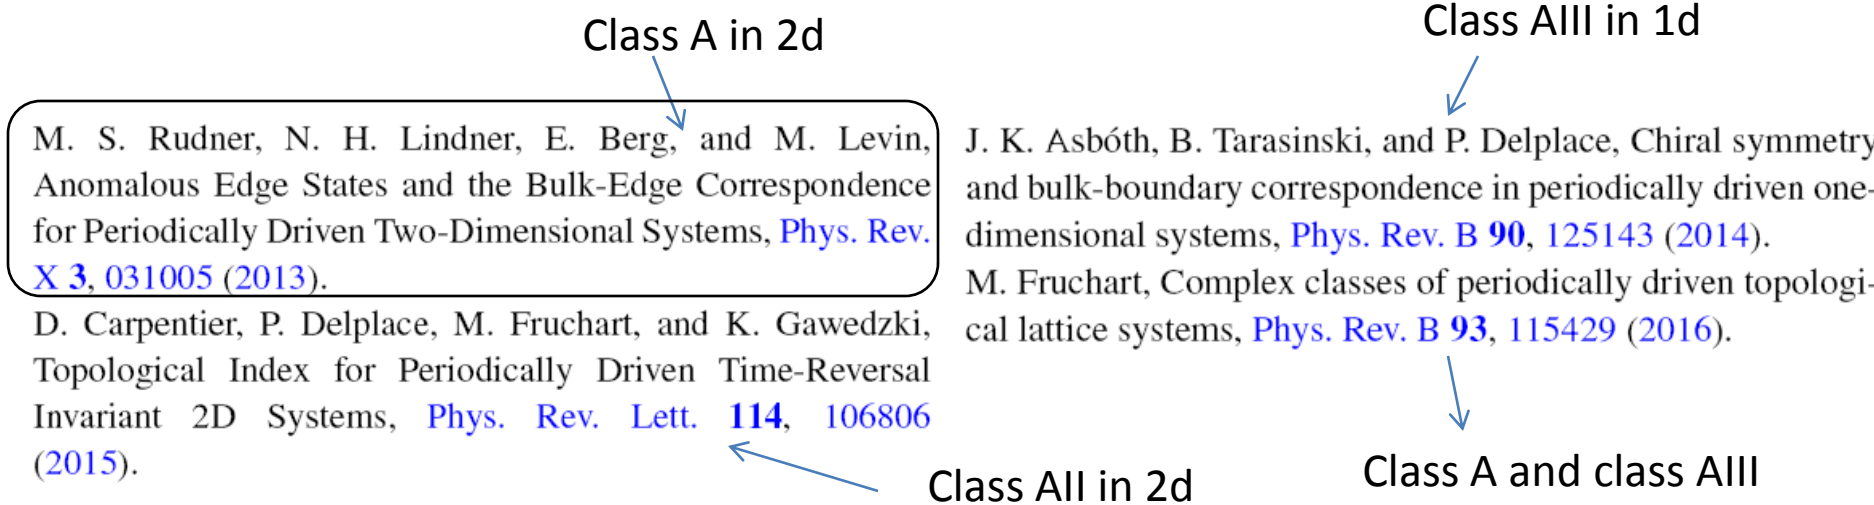 Class A in 2d
M. S. Rudner, N. H. Lindner, E. Berg, and M. Levin,
Anomalous Edge States and the Bulk-Edge Correspondence
for Periodically Driven Two-Dimensional Systems, Phys. Rev.
X 3, 031005 (2013).
D. Carpentier, P. Delplace, M. Fruchart, and K. Gawedzki,
Topological Index for Periodically Driven Time-Reversal
Invariant 2D Systems, Phys. Rev. Lett. 114, 106806
(2015).
Class AII in 2d
Class AIII in 1d
J. K. Asbóth, B. Tarasinski, and P. Delplace, Chiral symmetry
and bulk-boundary correspondence in periodically driven one-
dimensional systems, Phys. Rev. B 90, 125143 (2014).
M. Fruchart, Complex classes of periodically driven topologi-
cal lattice systems, Phys. Rev. B 93, 115429 (2016).
Class A and class AIII